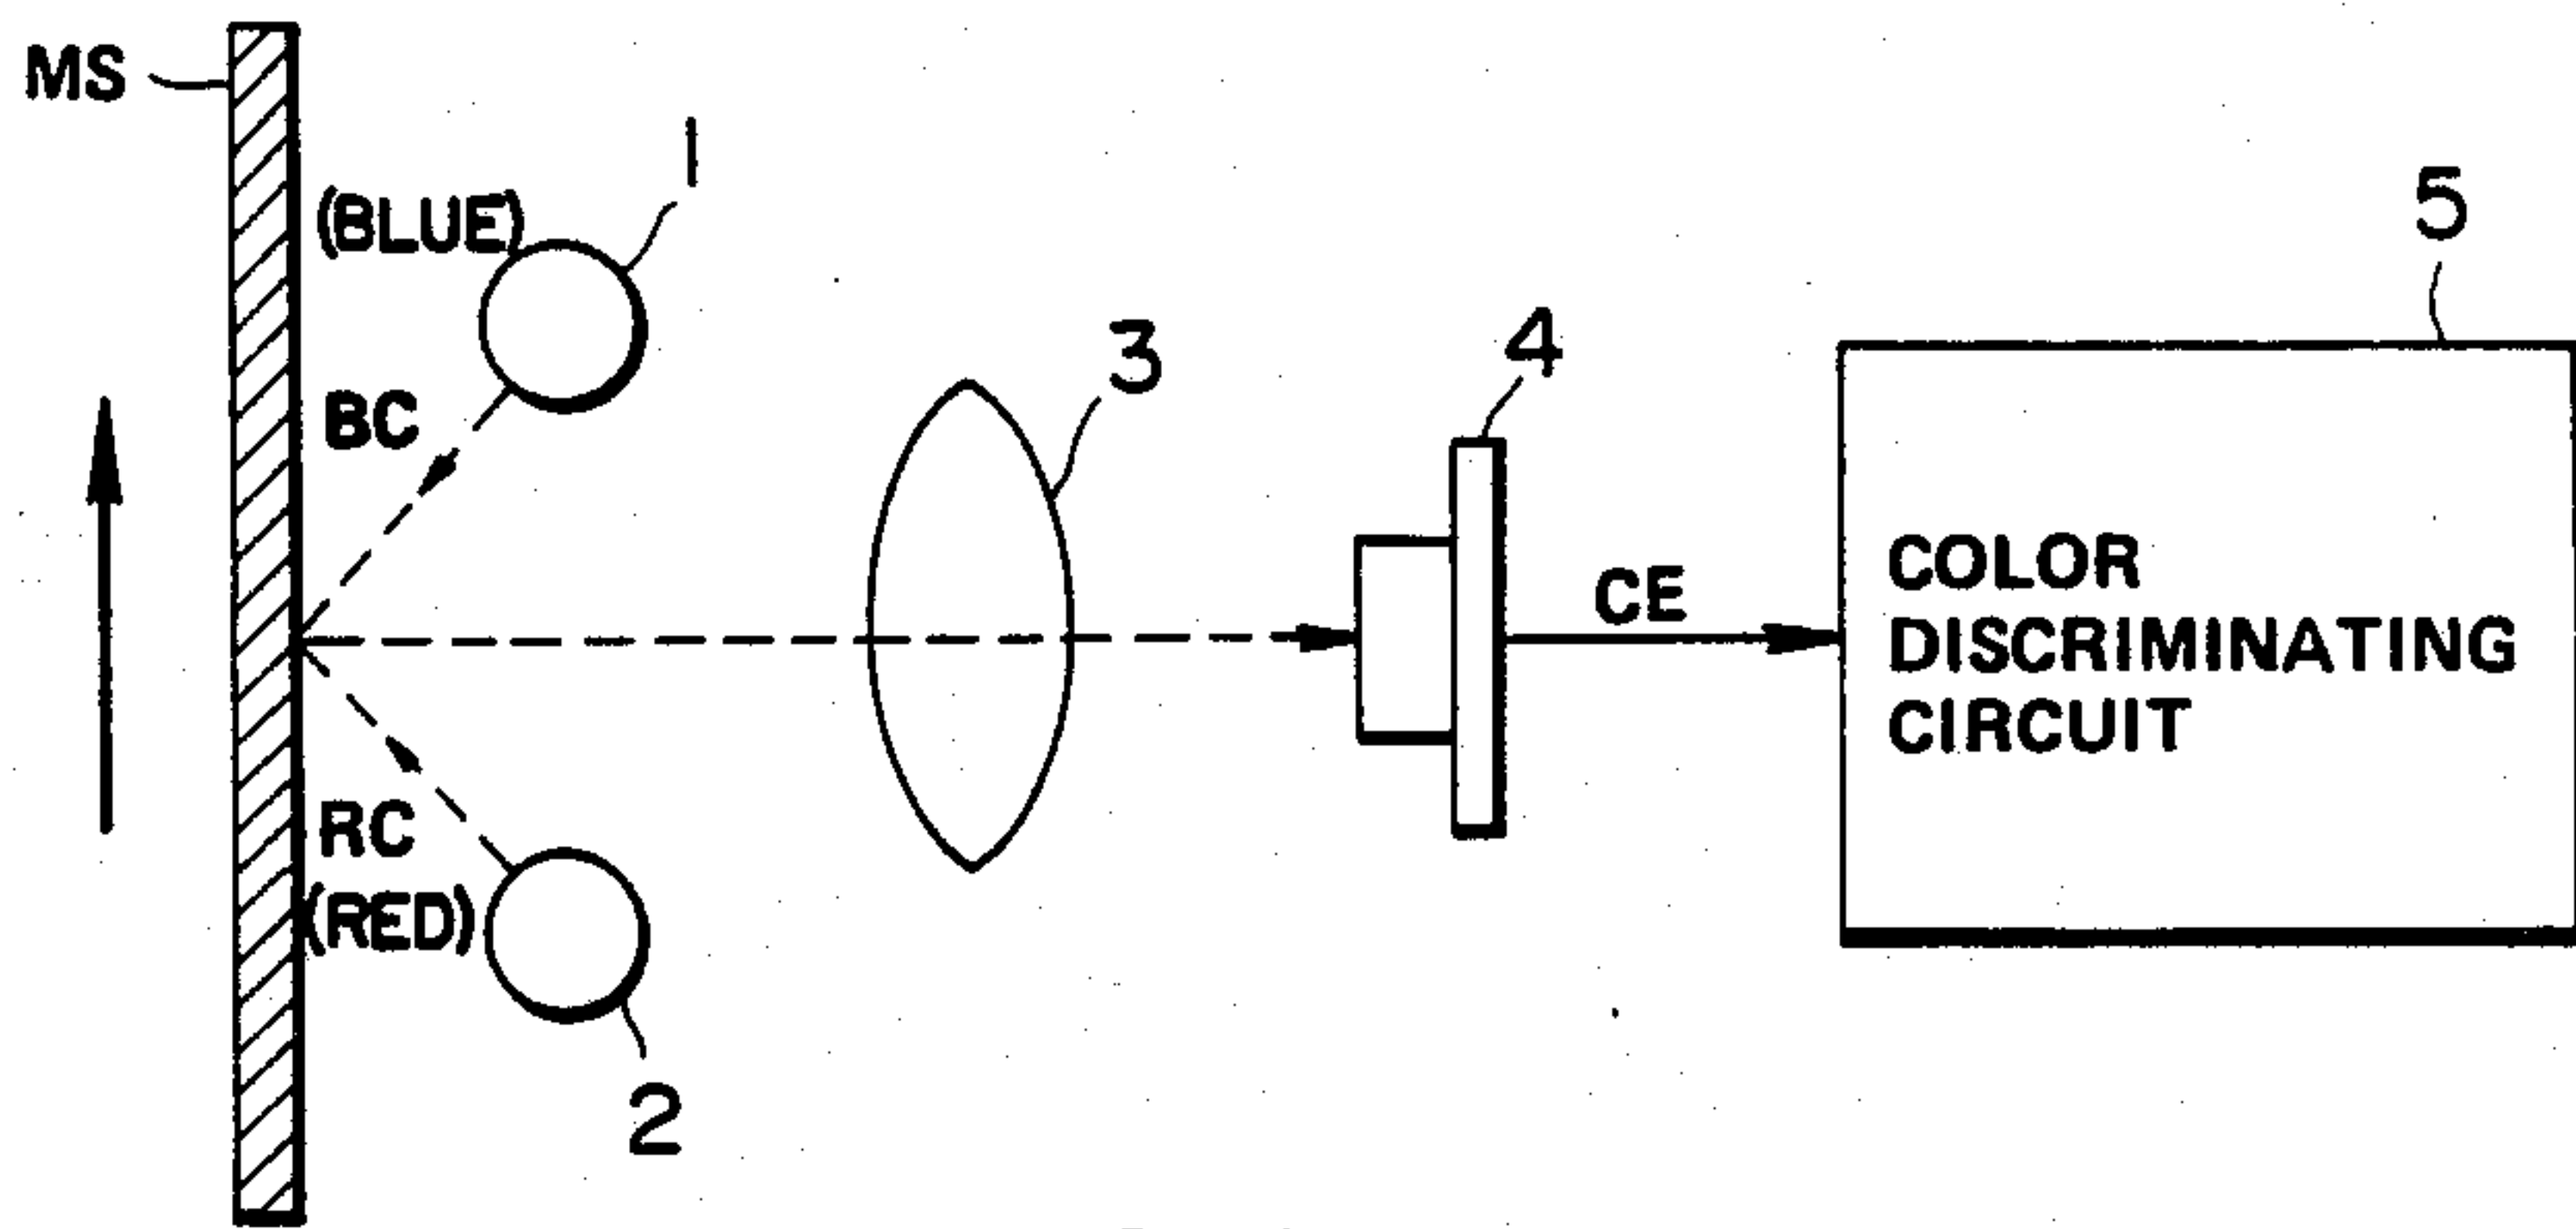 MS
1
(BLUE)
BC
3
4
5
CE
COLOR
DISCRIMINATING
CIRCUIT
RC
(RED)
2